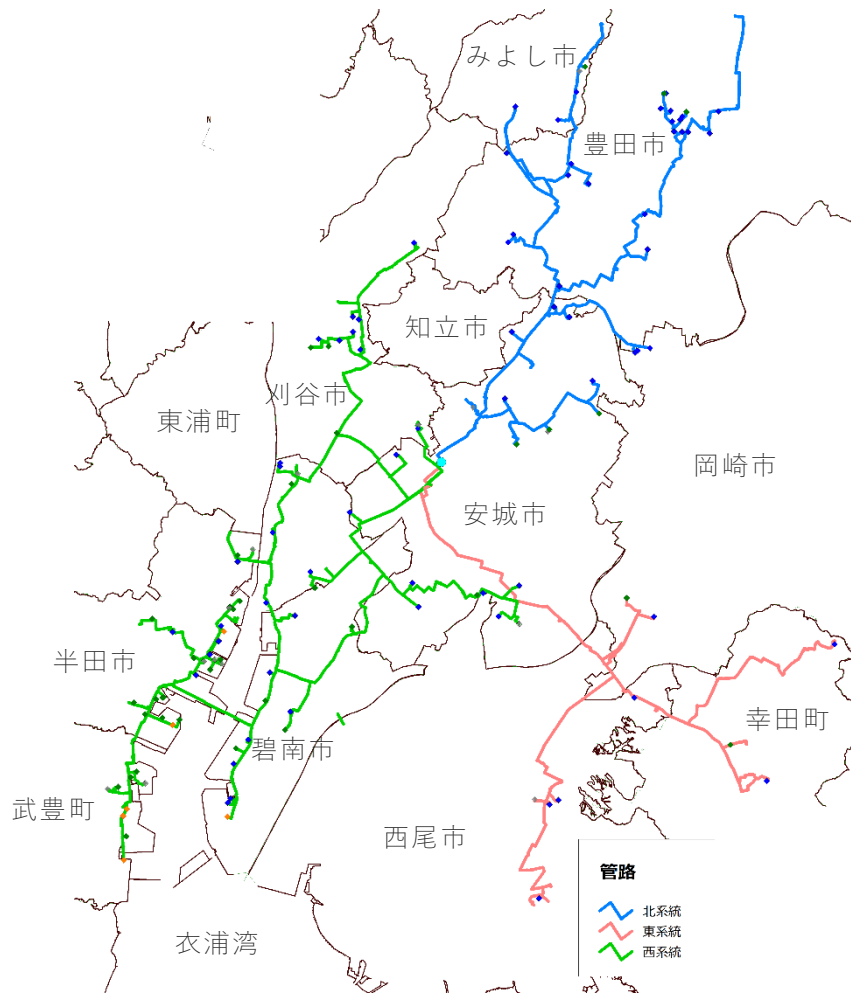 みよし市
N
豊田市
知立市
刈谷市
東浦町
岡崎市
安城市
半田市
幸田町
碧南市
武豊町
西尾市
衣浦湾
管路
北系統
東系統
西系統